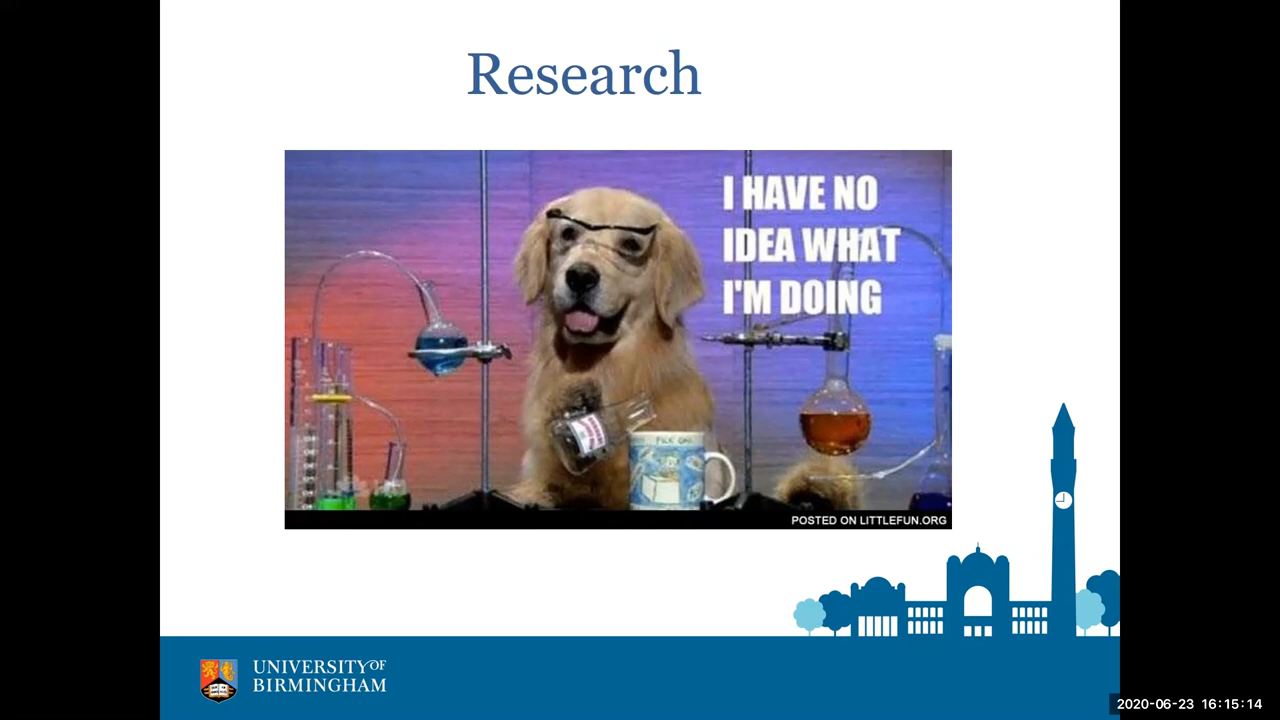 Research
I HAVE NO
IDEA WHAT
I'M DOING
POSTED ON LITTLEFUN.ORG
UNIVERSITY OF
BIRMINGHAM
2020-06-23 16:15:14